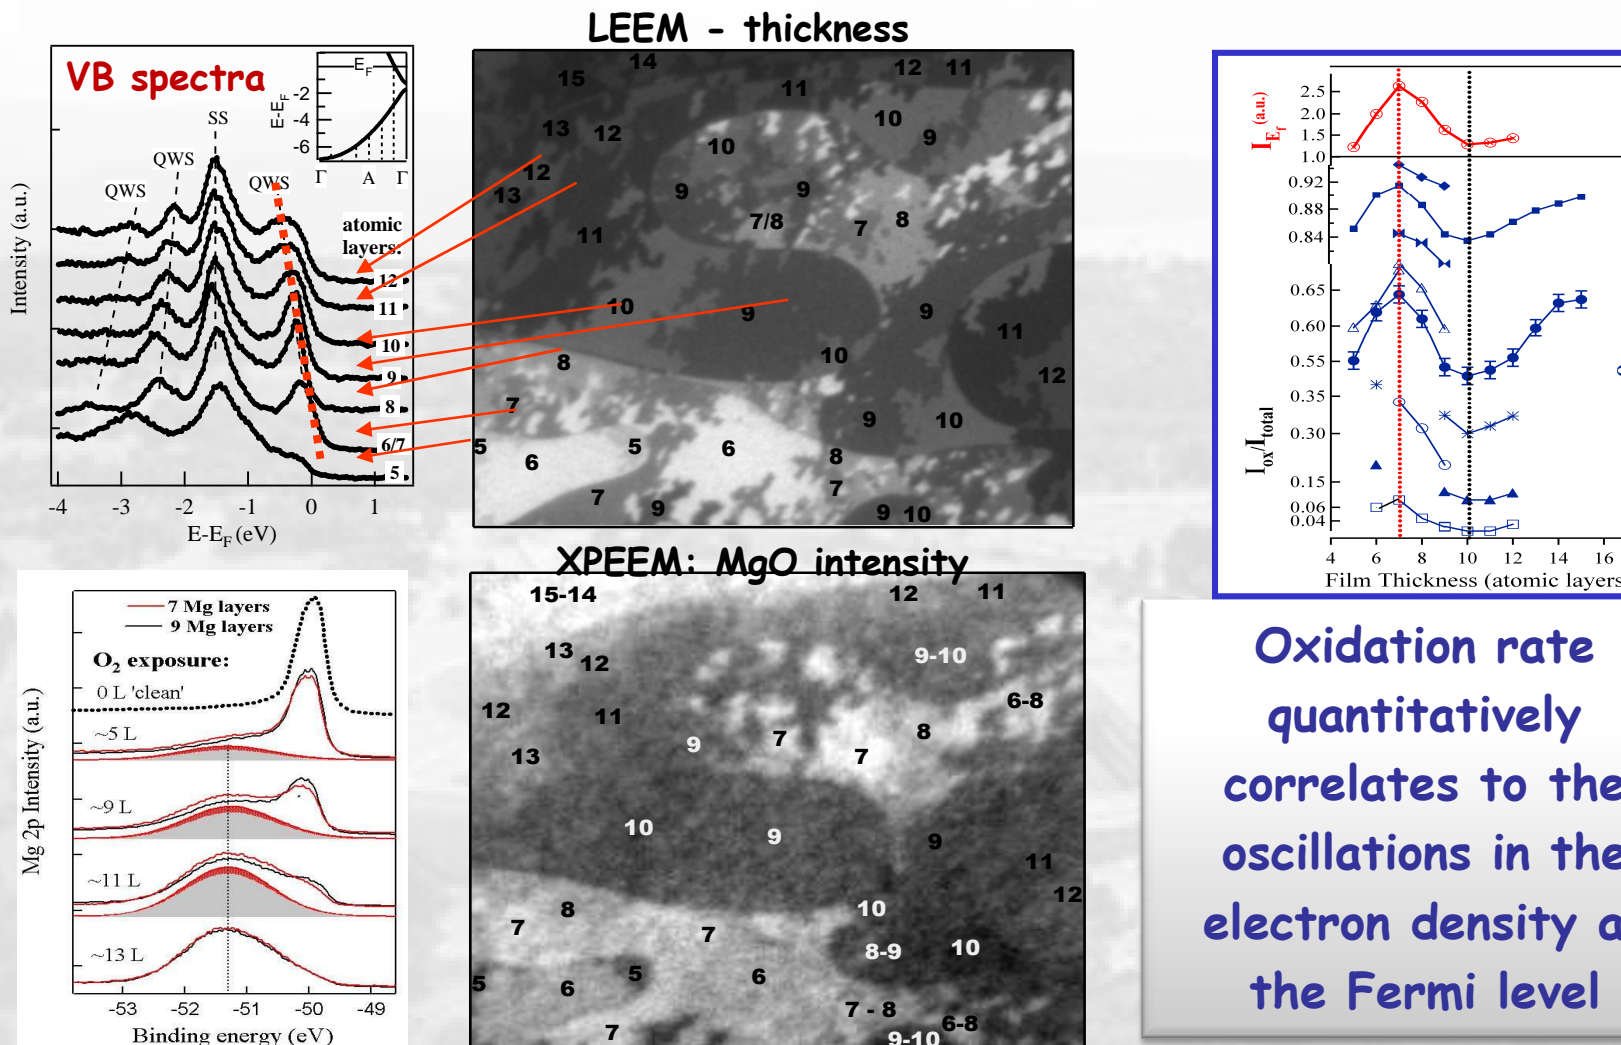 LEEM - thickness
VB spectra
E_F
E-E_F
-2
-4
-6
Γ A Γ
SS
QWS
QWS
QWS
atomic
layers:
12
11
10
9
8
6/7
5
Intensity (a.u.)
-4 -3 -2 -1 0 1
E-E_F (eV)
14
15
12 11
11
13 12
10
9
10
12
13
9
9
7/8
7
8
11
10
9
9
11
10
8
12
7
9
10
5
6
5
6
8
7
7
9
9 10
I_Ef (a.u.)
2.5
2.0
1.5
1.0
0.92
0.88
0.84
0.65
0.60
0.55
0.35
0.30
0.15
0.06
0.04
I_ox/I_total
4 6 8 10 12 14 16
Film Thickness (atomic layers
XPEEM: MgO intensity
7 Mg layers
9 Mg layers
O₂ exposure:
0 L 'clean'
~5 L
~9 L
~11 L
~13 L
Mg 2p Intensity (a.u.)
-53 -52 -51 -50 -49
Binding energy (eV)
15-14
12 11
13
12
9-10
12
11
6-8
13
9
7
7
8
10
9
9
11
12
8
7
7
10
8-9
10
5
6
5
6
7 - 8
6-8
7
9-10
Oxidation rate
quantitatively
correlates to the
oscillations in the
electron density a
the Fermi level